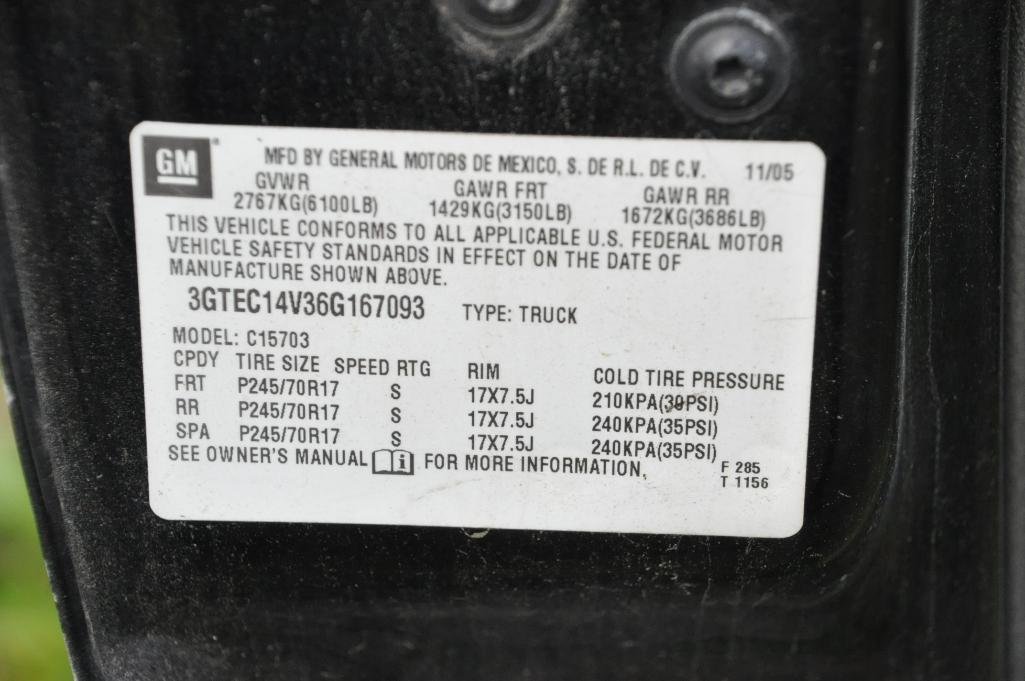 GM
MFD BY GENERAL MOTORS DE MEXICO, S. DE R.L. DE C.V. 11/05
GVWR GAWR FRT GAWR RR
2767KG(6100LB) 1429KG(3150LB) 1672KG(3686LB)
THIS VEHICLE CONFORMS TO ALL APPLICABLE U.S. FEDERAL MOTOR
VEHICLE SAFETY STANDARDS IN EFFECT ON THE DATE OF
MANUFACTURE SHOWN ABOVE.
3GTEC14V36G167093 TYPE: TRUCK
MODEL: C15703
CPDY TIRE SIZE SPEED RTG RIM COLD TIRE PRESSURE
FRT P245/70R17 S 17X7.5J 210KPA(30PSI)
RR P245/70R17 S 17X7.5J 240KPA(35PSI)
SPA P245/70R17 S 17X7.5J 240KPA(35PSI)
SEE OWNER'S MANUAL i FOR MORE INFORMATION.
F 285
T 1156